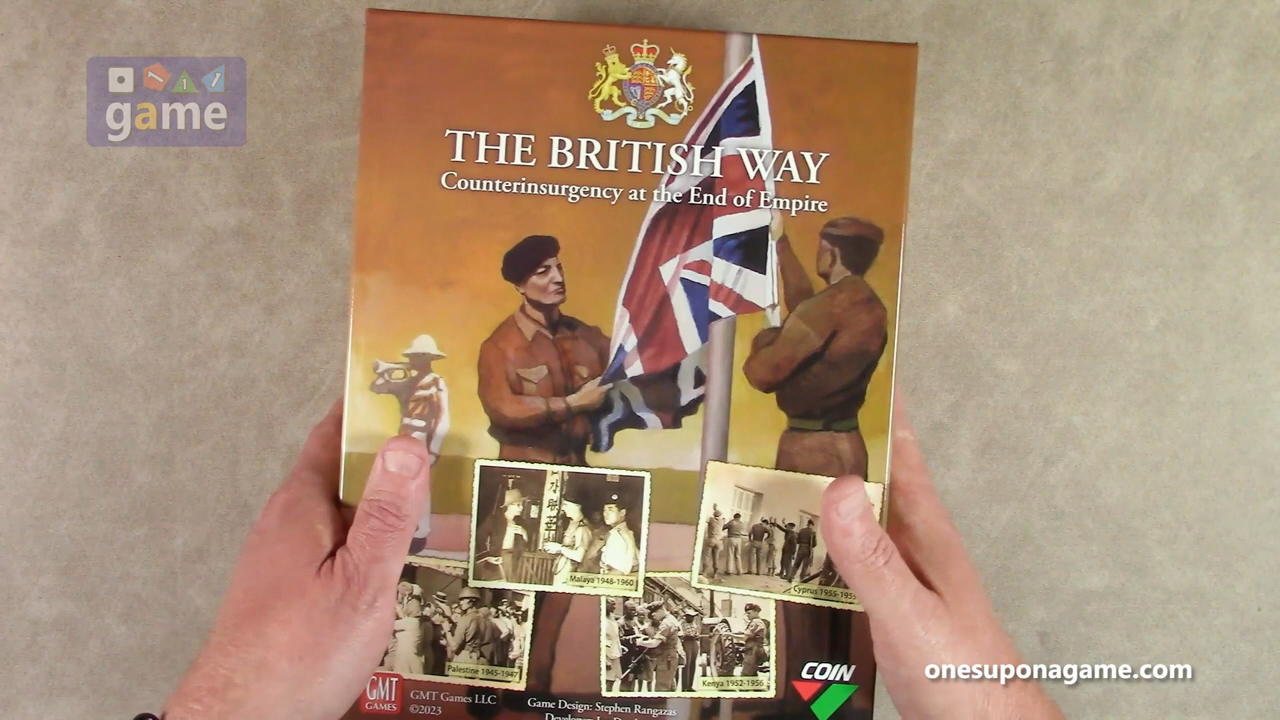 game
THE BRITISH WAY
Counterinsurgency at the End of Empire
Malaya 1948-1960
Cyprus 1955-1959
Palestine 1945-1947
Kenya 1952-1956
COIN
GMT
GAMES
GMT Games LLC
©2023
Game Design: Stephen Rangazas
onesuponagame.com